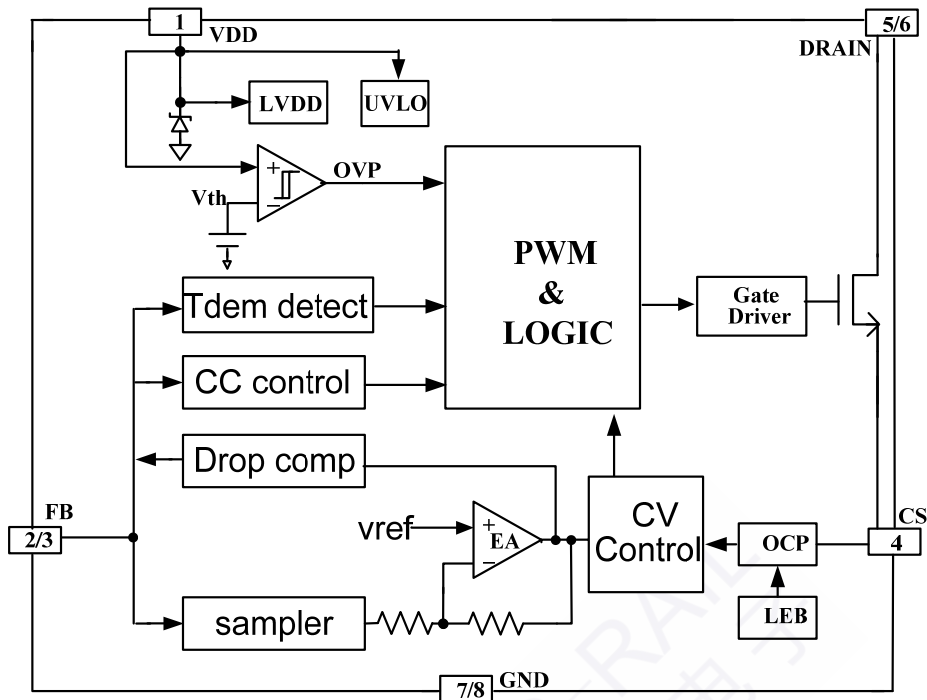 1
VDD
5/6
DRAIN
LVDD
UVLO
+
OVP
Vth
−
PWM
&
LOGIC
Tdem detect
Gate
Driver
CC control
Drop comp
FB
2/3
vref
+
EA
−
CV
Control
OCP
CS
4
LEB
sampler
7/8
GND